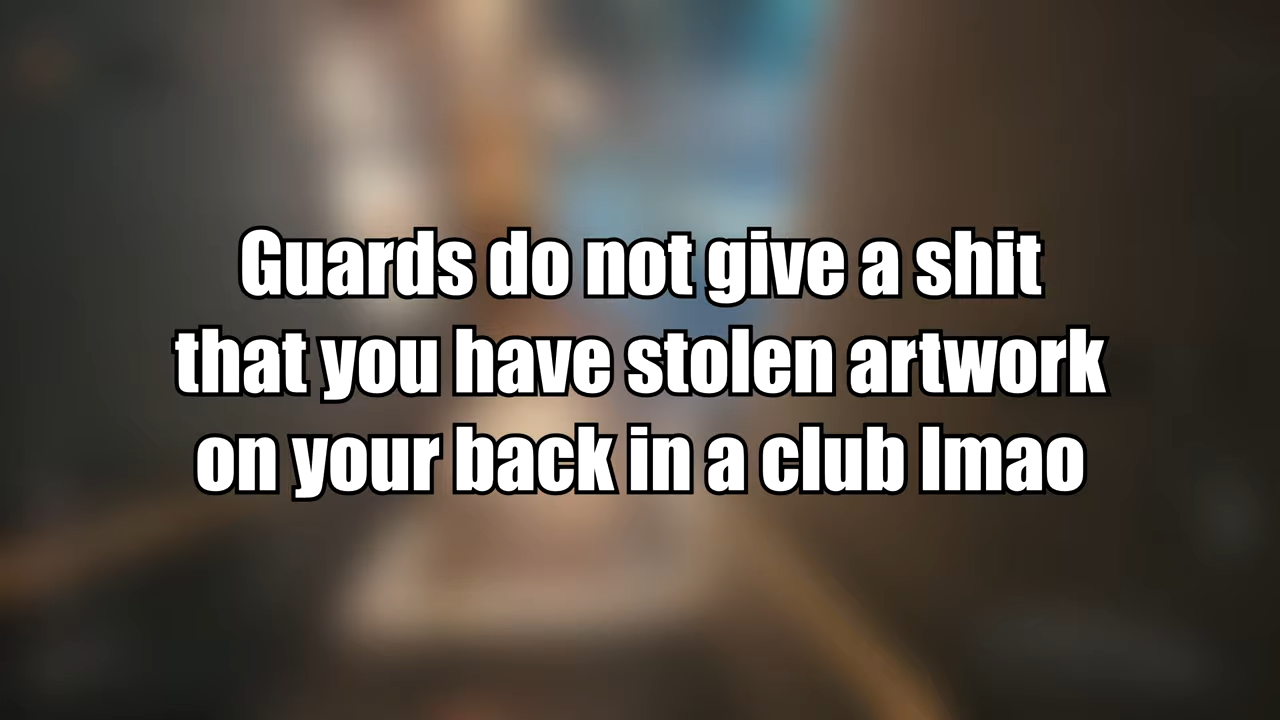 Guards do not give a shit
that you have stolen artwork
on your back in a club lmao